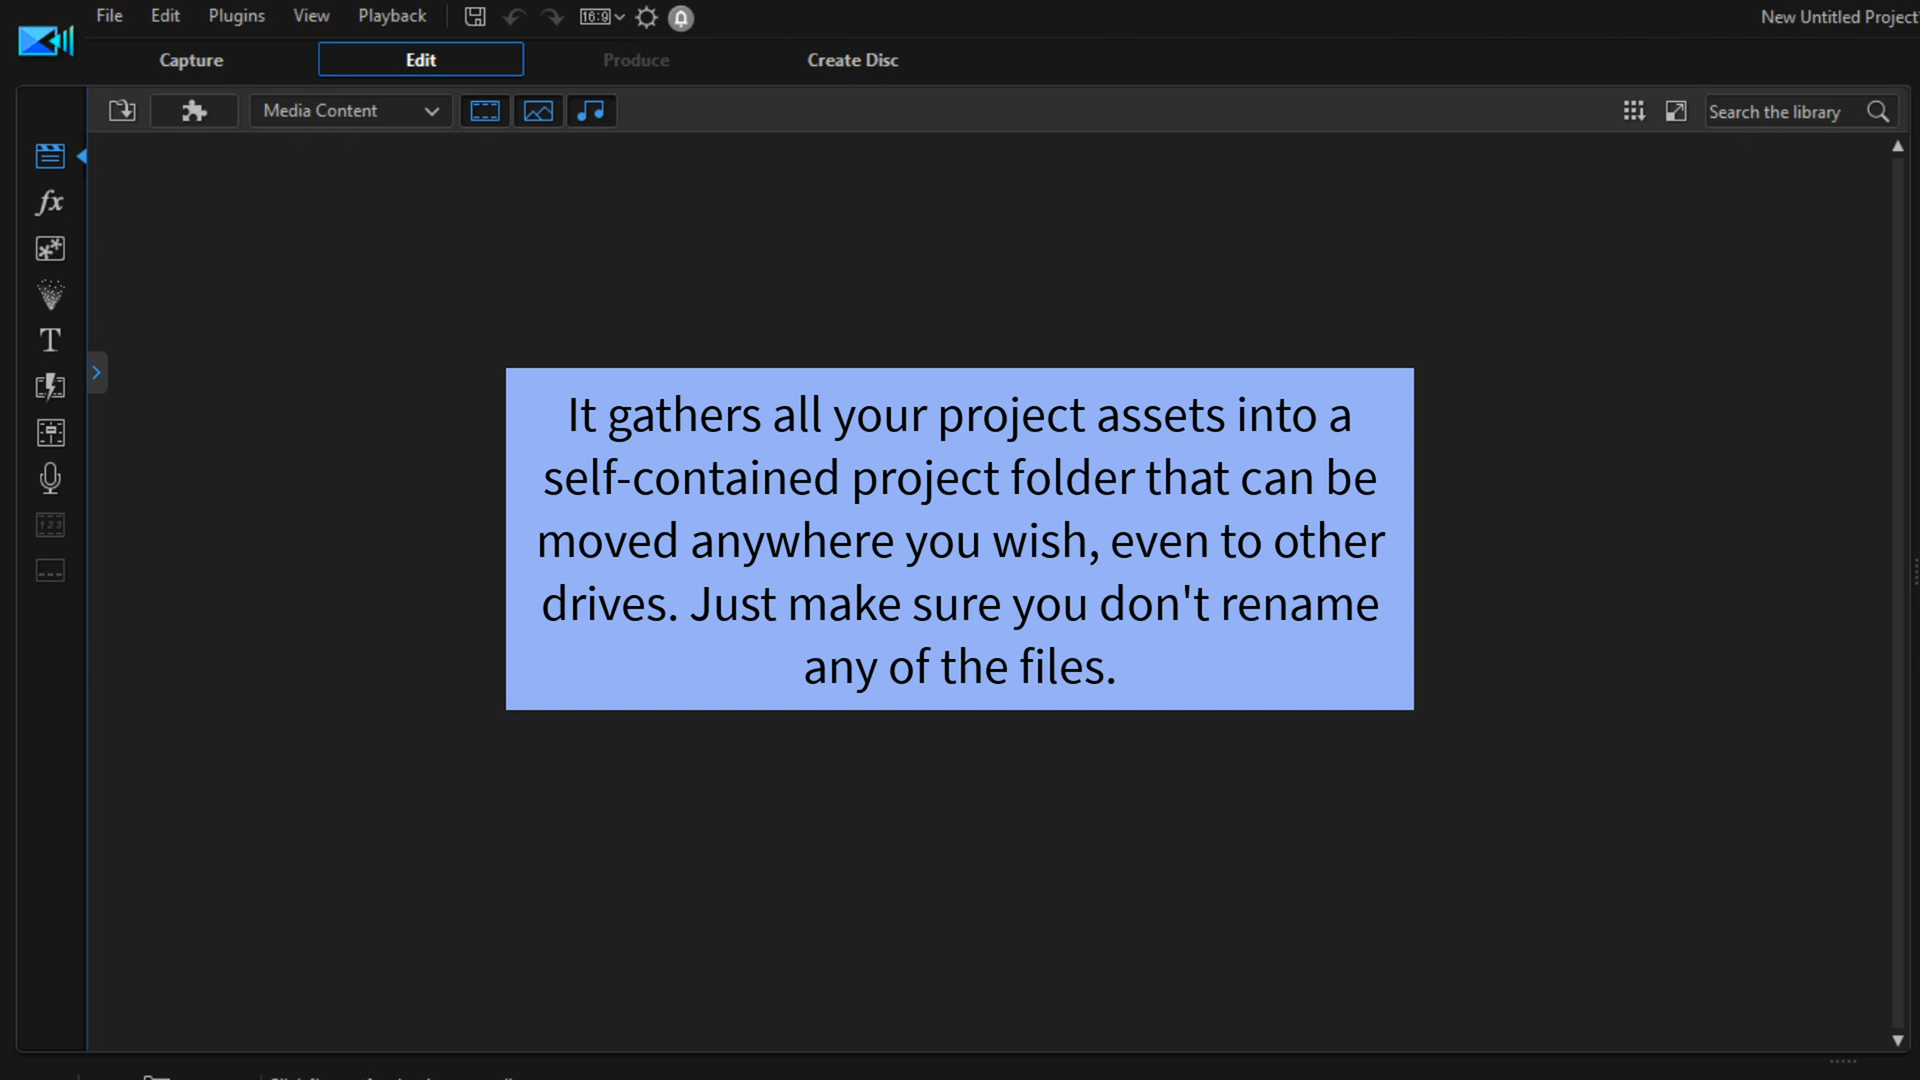 File Edit Plugins View Playback 16:9 New Untitled Project
Capture Edit Produce Create Disc
Media Content Search the library
fx
T
It gathers all your project assets into a
self-contained project folder that can be
moved anywhere you wish, even to other
drives. Just make sure you don't rename
any of the files.
123